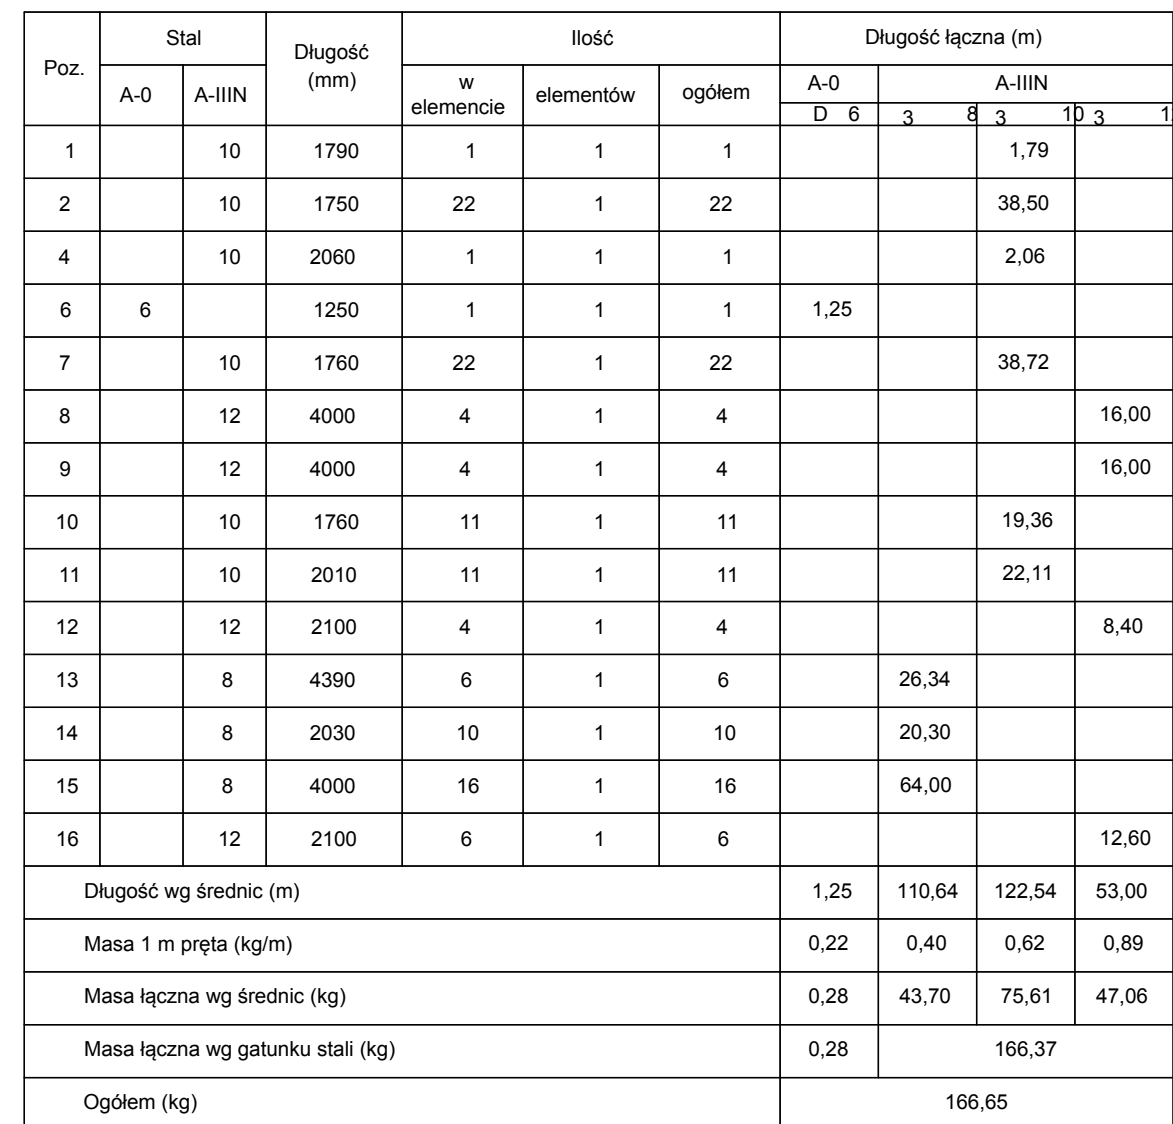 Poz. Stal Długość (mm) Ilość Długość łączna (m)
A-0 A-IIIN w elemencie elementów ogółem A-0 A-IIIN
D 6 3 8 3 10 3
1 10 1790 1 1 1 1,79
2 10 1750 22 1 22 38,50
4 10 2060 1 1 1 2,06
6 6 1250 1 1 1 1,25
7 10 1760 22 1 22 38,72
8 12 4000 4 1 4 16,00
9 12 4000 4 1 4 16,00
10 10 1760 11 1 11 19,36
11 10 2010 11 1 11 22,11
12 12 2100 4 1 4 8,40
13 8 4390 6 1 6 26,34
14 8 2030 10 1 10 20,30
15 8 4000 16 1 16 64,00
16 12 2100 6 1 6 12,60
Długość wg średnic (m) 1,25 110,64 122,54 53,00
Masa 1 m pręta (kg/m) 0,22 0,40 0,62 0,89
Masa łączna wg średnic (kg) 0,28 43,70 75,61 47,06
Masa łączna wg gatunku stali (kg) 0,28 166,37
Ogółem (kg) 166,65